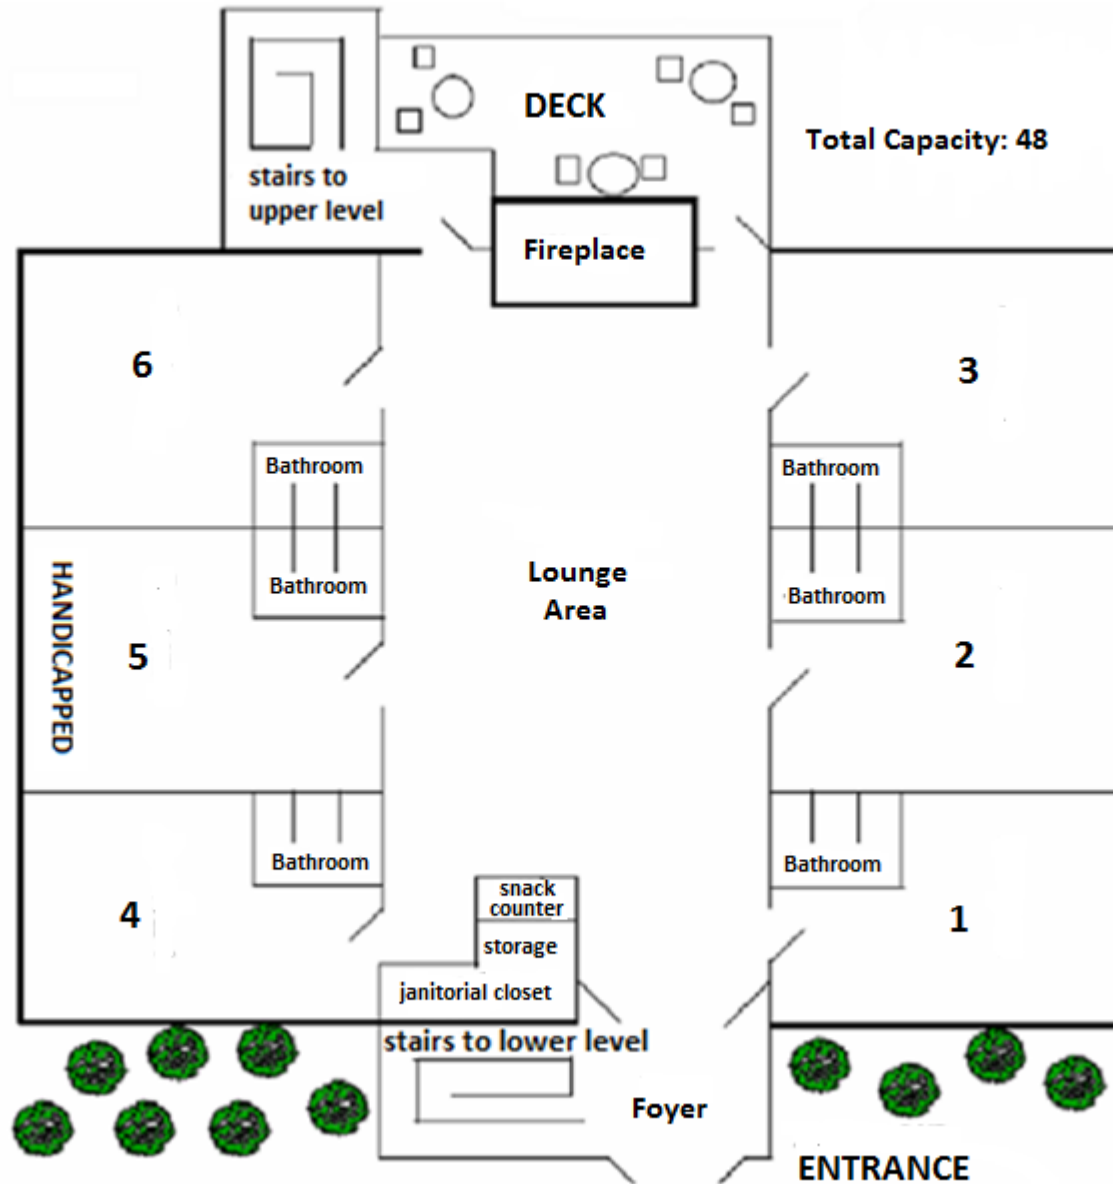 DECK
Total Capacity: 48
stairs to
upper level
Fireplace
6
3
Bathroom
Bathroom
HANDICAPPED
Bathroom
Bathroom
Lounge
Area
5
2
Bathroom
Bathroom
4
1
snack
counter
storage
janitorial closet
stairs to lower level
Foyer
ENTRANCE